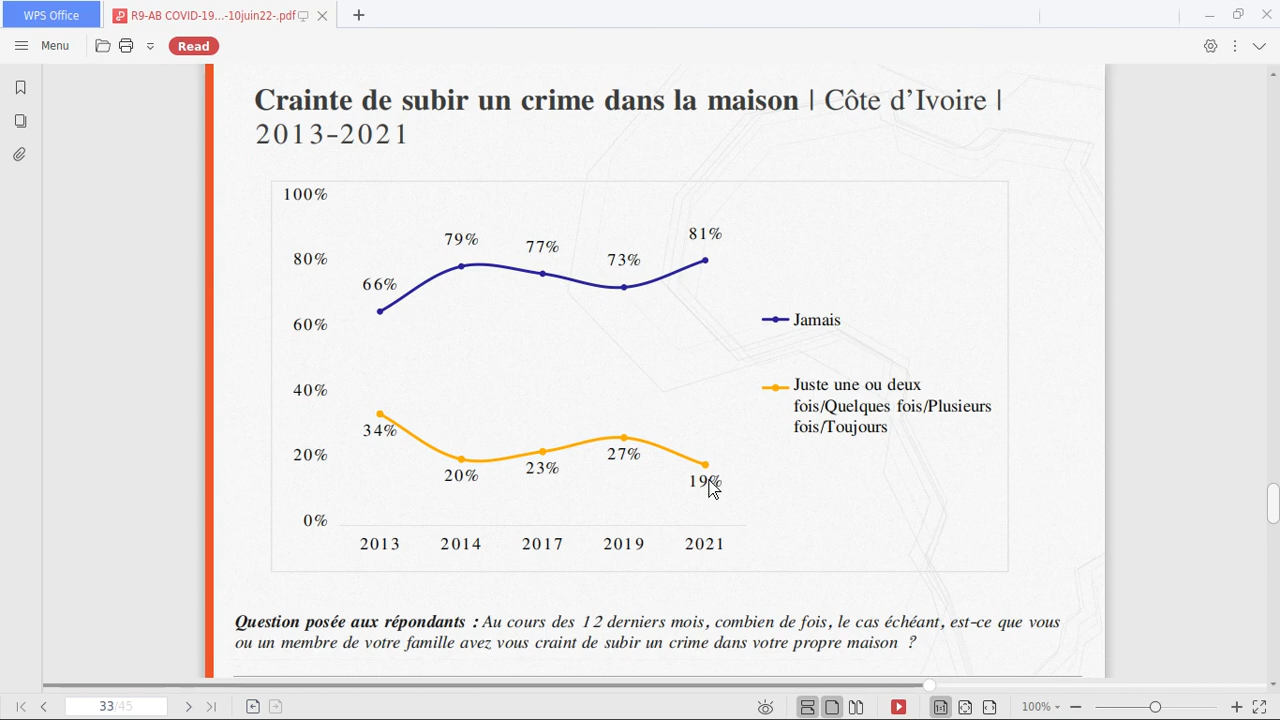 WPS Office
R9-AB COVID-19...-10juin22-.pdf
Menu
Read
Crainte de subir un crime dans la maison | Côte d’Ivoire |
2013-2021
100%
80%
60%
40%
20%
0%
66%
79%
77%
73%
81%
34%
20%
23%
27%
19%
2013 2014 2017 2019 2021
Jamais
Juste une ou deux
fois/Quelques fois/Plusieurs
fois/Toujours
Question posée aux répondants : Au cours des 12 derniers mois, combien de fois, le cas échéant, est-ce que vous
ou un membre de votre famille avez vous craint de subir un crime dans votre propre maison ?
33/45
1:1
100%